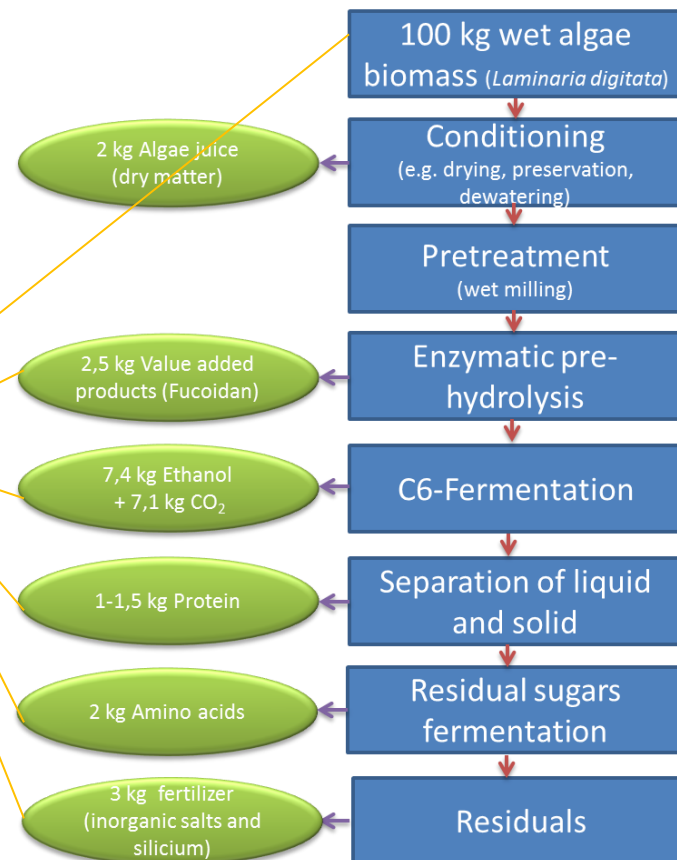 100 kg wet algae
biomass (Laminaria digitata)
2 kg Algae juice
(dry matter)
Conditioning
(e.g. drying, preservation,
dewatering)
Pretreatment
(wet milling)
2,5 kg Value added
products (Fucoidan)
Enzymatic pre-
hydrolysis
7,4 kg Ethanol
+ 7,1 kg CO₂
C6-Fermentation
1-1,5 kg Protein
Separation of liquid
and solid
2 kg Amino acids
Residual sugars
fermentation
3 kg fertilizer
(inorganic salts and
silicium)
Residuals